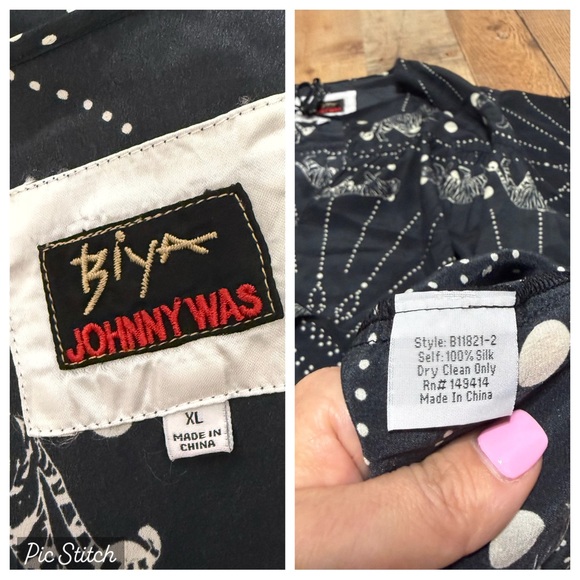 Biya
JOHNNY WAS
XL
MADE IN
CHINA
Pic Stitch
Style: B11821-2
Self: 100% Silk
Dry Clean Only
Rn# 149414
Made In China